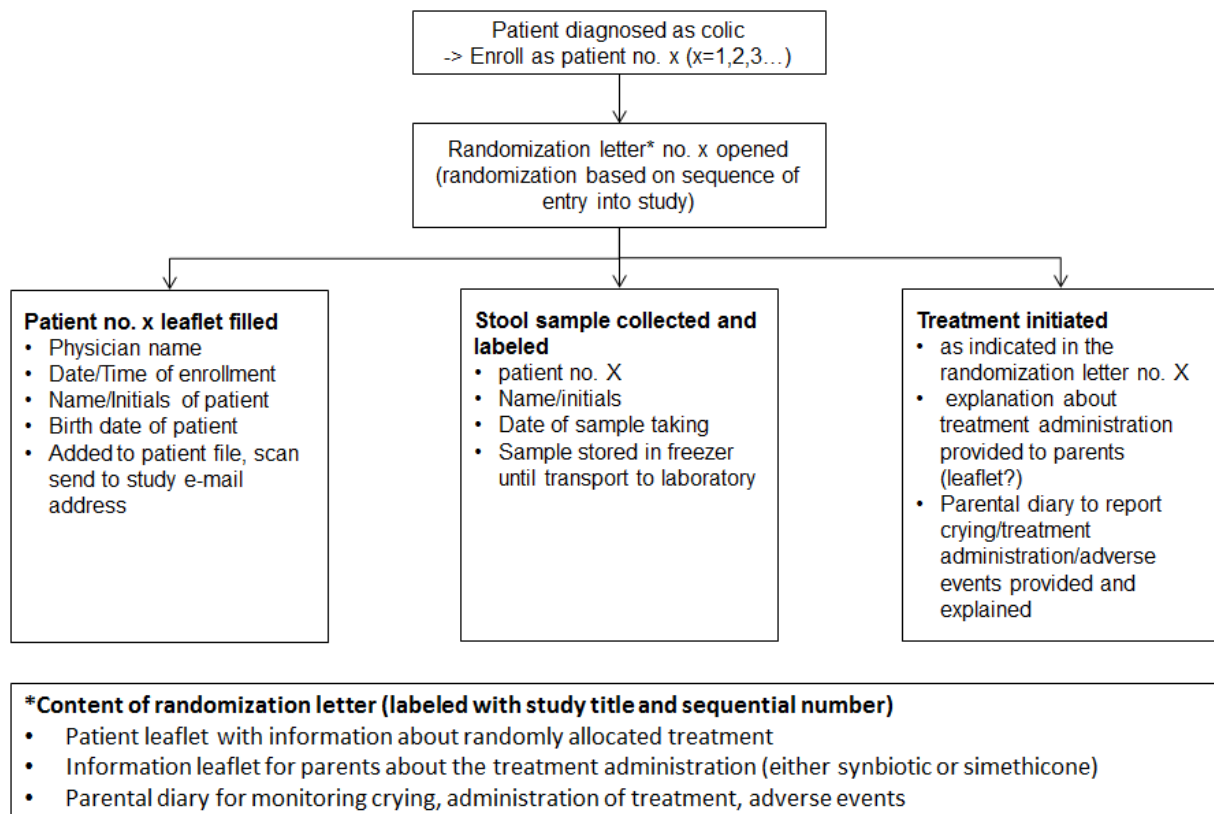 Patient diagnosed as colic
-> Enroll as patient no. x (x=1,2,3…)
Randomization letter* no. x opened
(randomization based on sequence of
entry into study)
Patient no. x leaflet filled
• Physician name
• Date/Time of enrollment
• Name/Initials of patient
• Birth date of patient
• Added to patient file, scan
send to study e-mail
address
Stool sample collected and
labeled
• patient no. X
• Name/initials
• Date of sample taking
• Sample stored in freezer
until transport to laboratory
Treatment initiated
• as indicated in the
randomization letter no. X
• explanation about
treatment administration
provided to parents
(leaflet?)
• Parental diary to report
crying/treatment
administration/adverse
events provided and
explained
*Content of randomization letter (labeled with study title and sequential number)
• Patient leaflet with information about randomly allocated treatment
• Information leaflet for parents about the treatment administration (either synbiotic or simethicone)
• Parental diary for monitoring crying, administration of treatment, adverse events